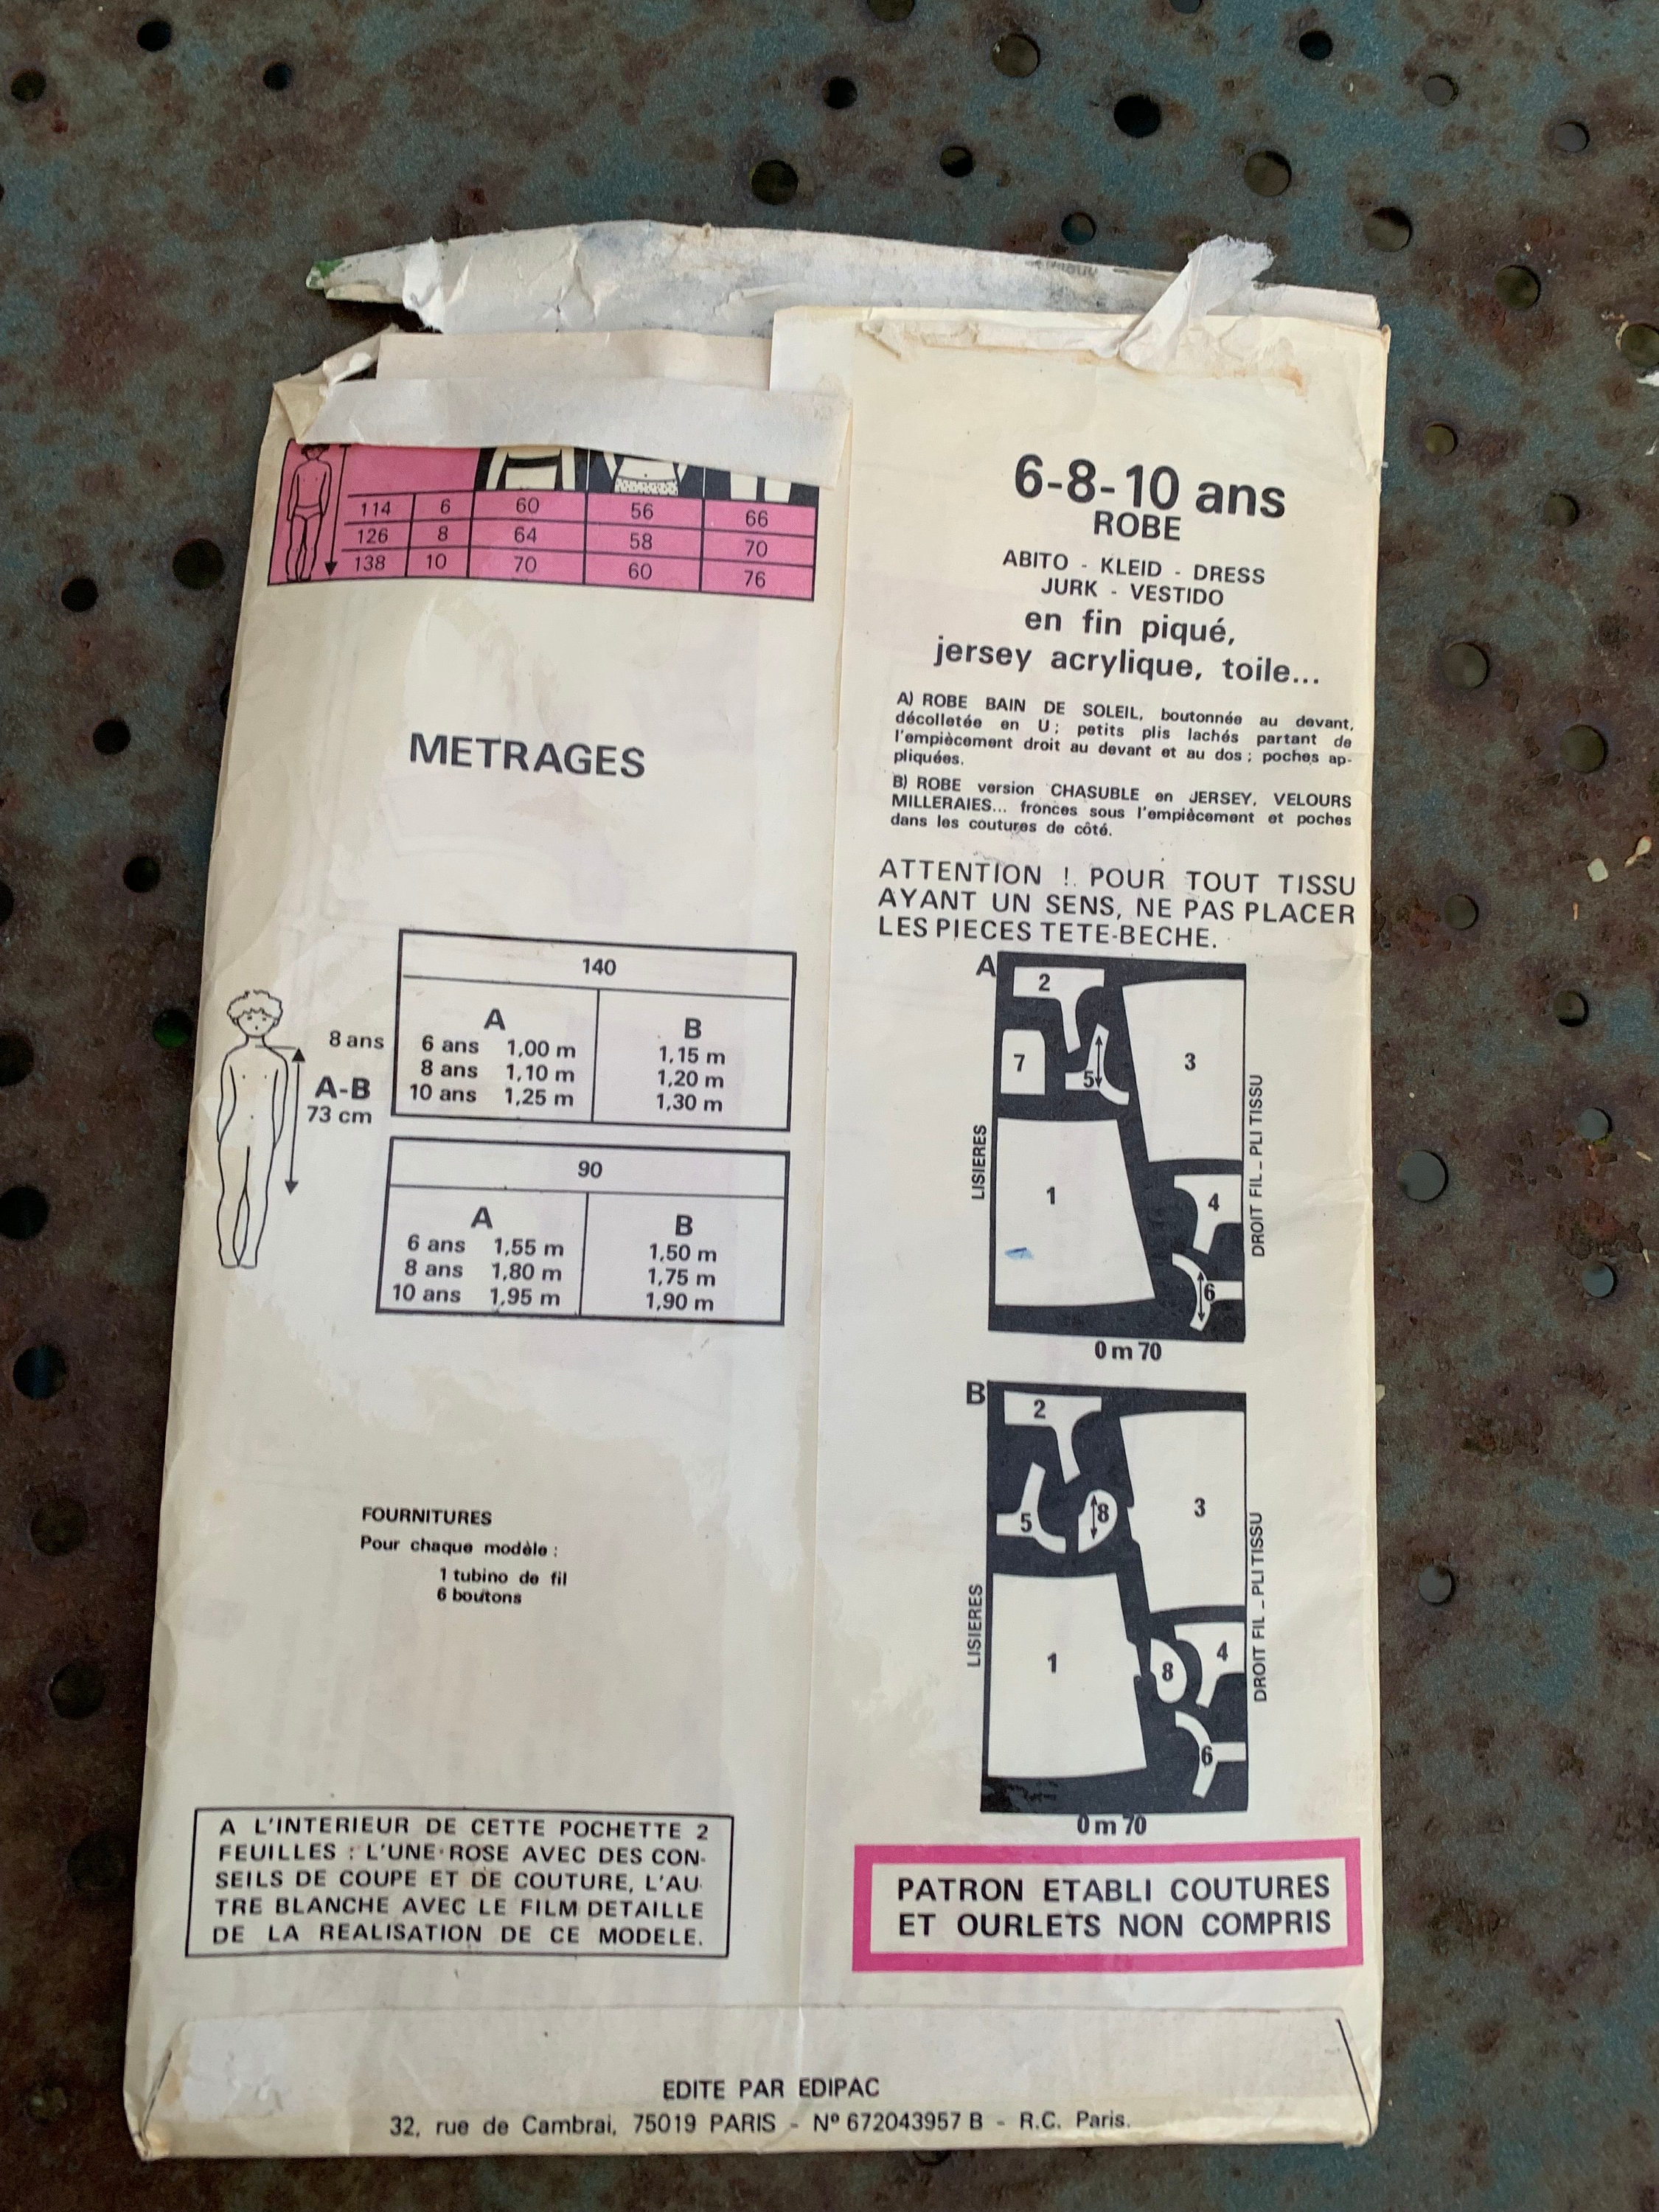 114 6 60 56 66
126 8 64 58 70
138 10 70 60 76
METRAGES
140
A B
6 ans 1,00 m 1,15 m
8 ans 1,10 m 1,20 m
10 ans 1,25 m 1,30 m
8 ans
A-B
73 cm
90
A B
6 ans 1,55 m 1,50 m
8 ans 1,80 m 1,75 m
10 ans 1,95 m 1,90 m
FOURNITURES
Pour chaque modèle :
1 tubino de fil
6 boutons
A L'INTERIEUR DE CETTE POCHETTE 2
FEUILLES : L'UNE ROSE AVEC DES CON-
SEILS DE COUPE ET DE COUTURE, L'AU-
TRE BLANCHE AVEC LE FILM DETAILLE
DE LA REALISATION DE CE MODELE.
6-8-10 ans
ROBE
ABITO - KLEID - DRESS
JURK - VESTIDO
en fin piqué,
jersey acrylique, toile...
A) ROBE BAIN DE SOLEIL, boutonnée au devant,
décolletée en U ; petits plis lachés partant de
l'empiècement droit au devant et au dos ; poches ap-
pliquées.
B) ROBE version CHASUBLE en JERSEY, VELOURS
MILLERAIES... fronces sous l'empiècement et poches
dans les coutures de côté.
ATTENTION ! POUR TOUT TISSU
AYANT UN SENS, NE PAS PLACER
LES PIECES TETE-BECHE.
A
2
7
5
3
1
4
6
LISIERES
DROIT FIL _ PLI TISSU
0 m 70
B
2
5
8
3
1
8
4
6
LISIERES
DROIT FIL _ PLI TISSU
0 m 70
PATRON ETABLI COUTURES
ET OURLETS NON COMPRIS
EDITE PAR EDIPAC
32, rue de Cambrai, 75019 PARIS - Nº 672043957 B - R.C. Paris.